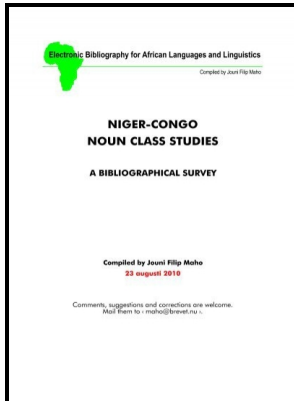 Electronic Bibliography for African Languages and Linguistics
Compiled by Jouni Filip Maho
NIGER-CONGO
NOUN CLASS STUDIES
A BIBLIOGRAPHICAL SURVEY
Compiled by Jouni Filip Maho
23 augusti 2010
Comments, suggestions and corrections are welcome.
Mail them to ‹ maho@brevet.nu ›.